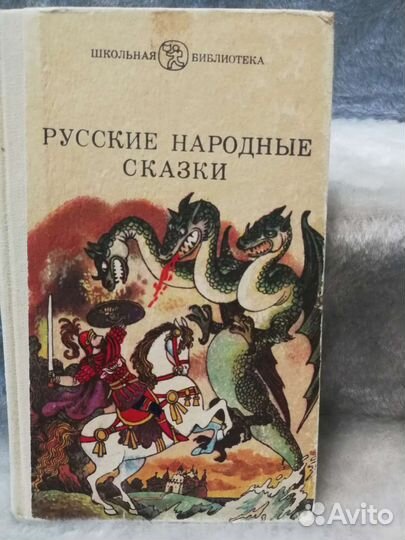 ШКОЛЬНАЯ БИБЛИОТЕКА
РУССКИЕ НАРОДНЫЕ
СКАЗКИ
Avito